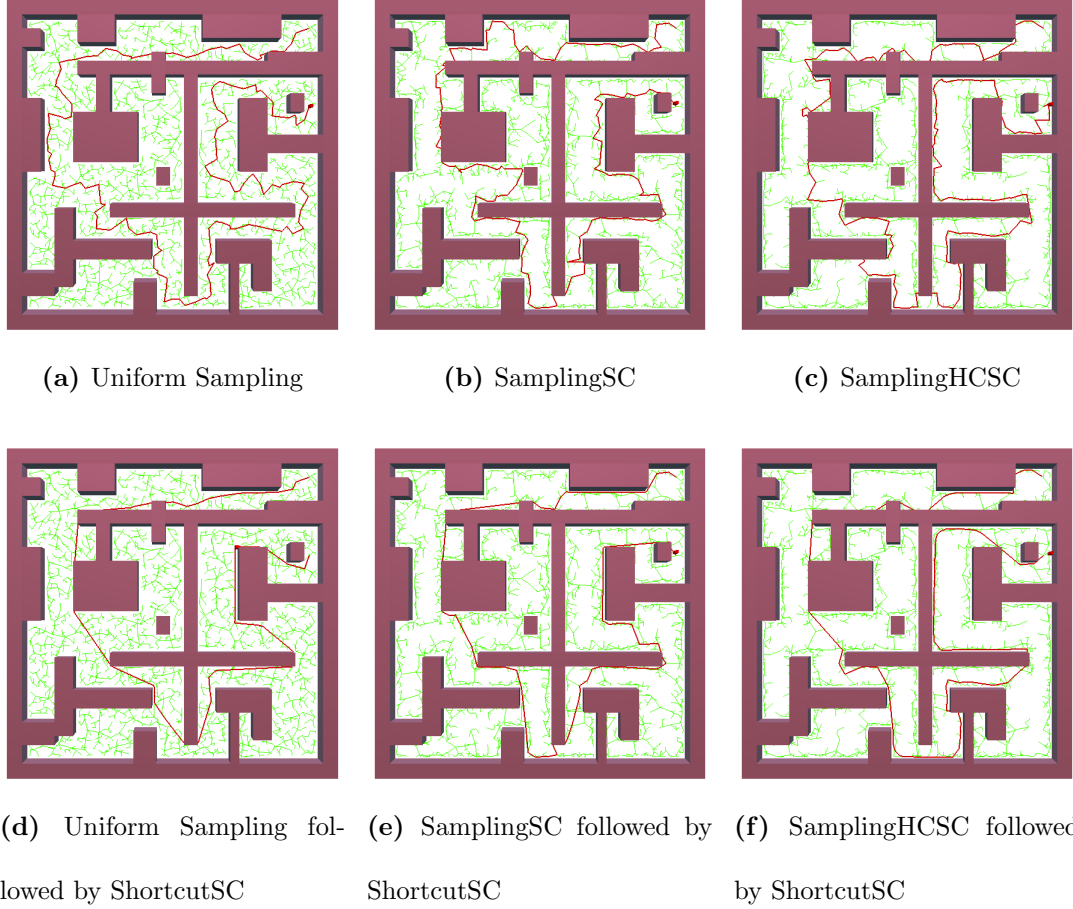 (a) Uniform Sampling
(b) SamplingSC
(c) SamplingHCSC
(d) Uniform Sampling fol-
lowed by ShortcutSC
(e) SamplingSC followed by
ShortcutSC
(f) SamplingHCSC followed
by ShortcutSC